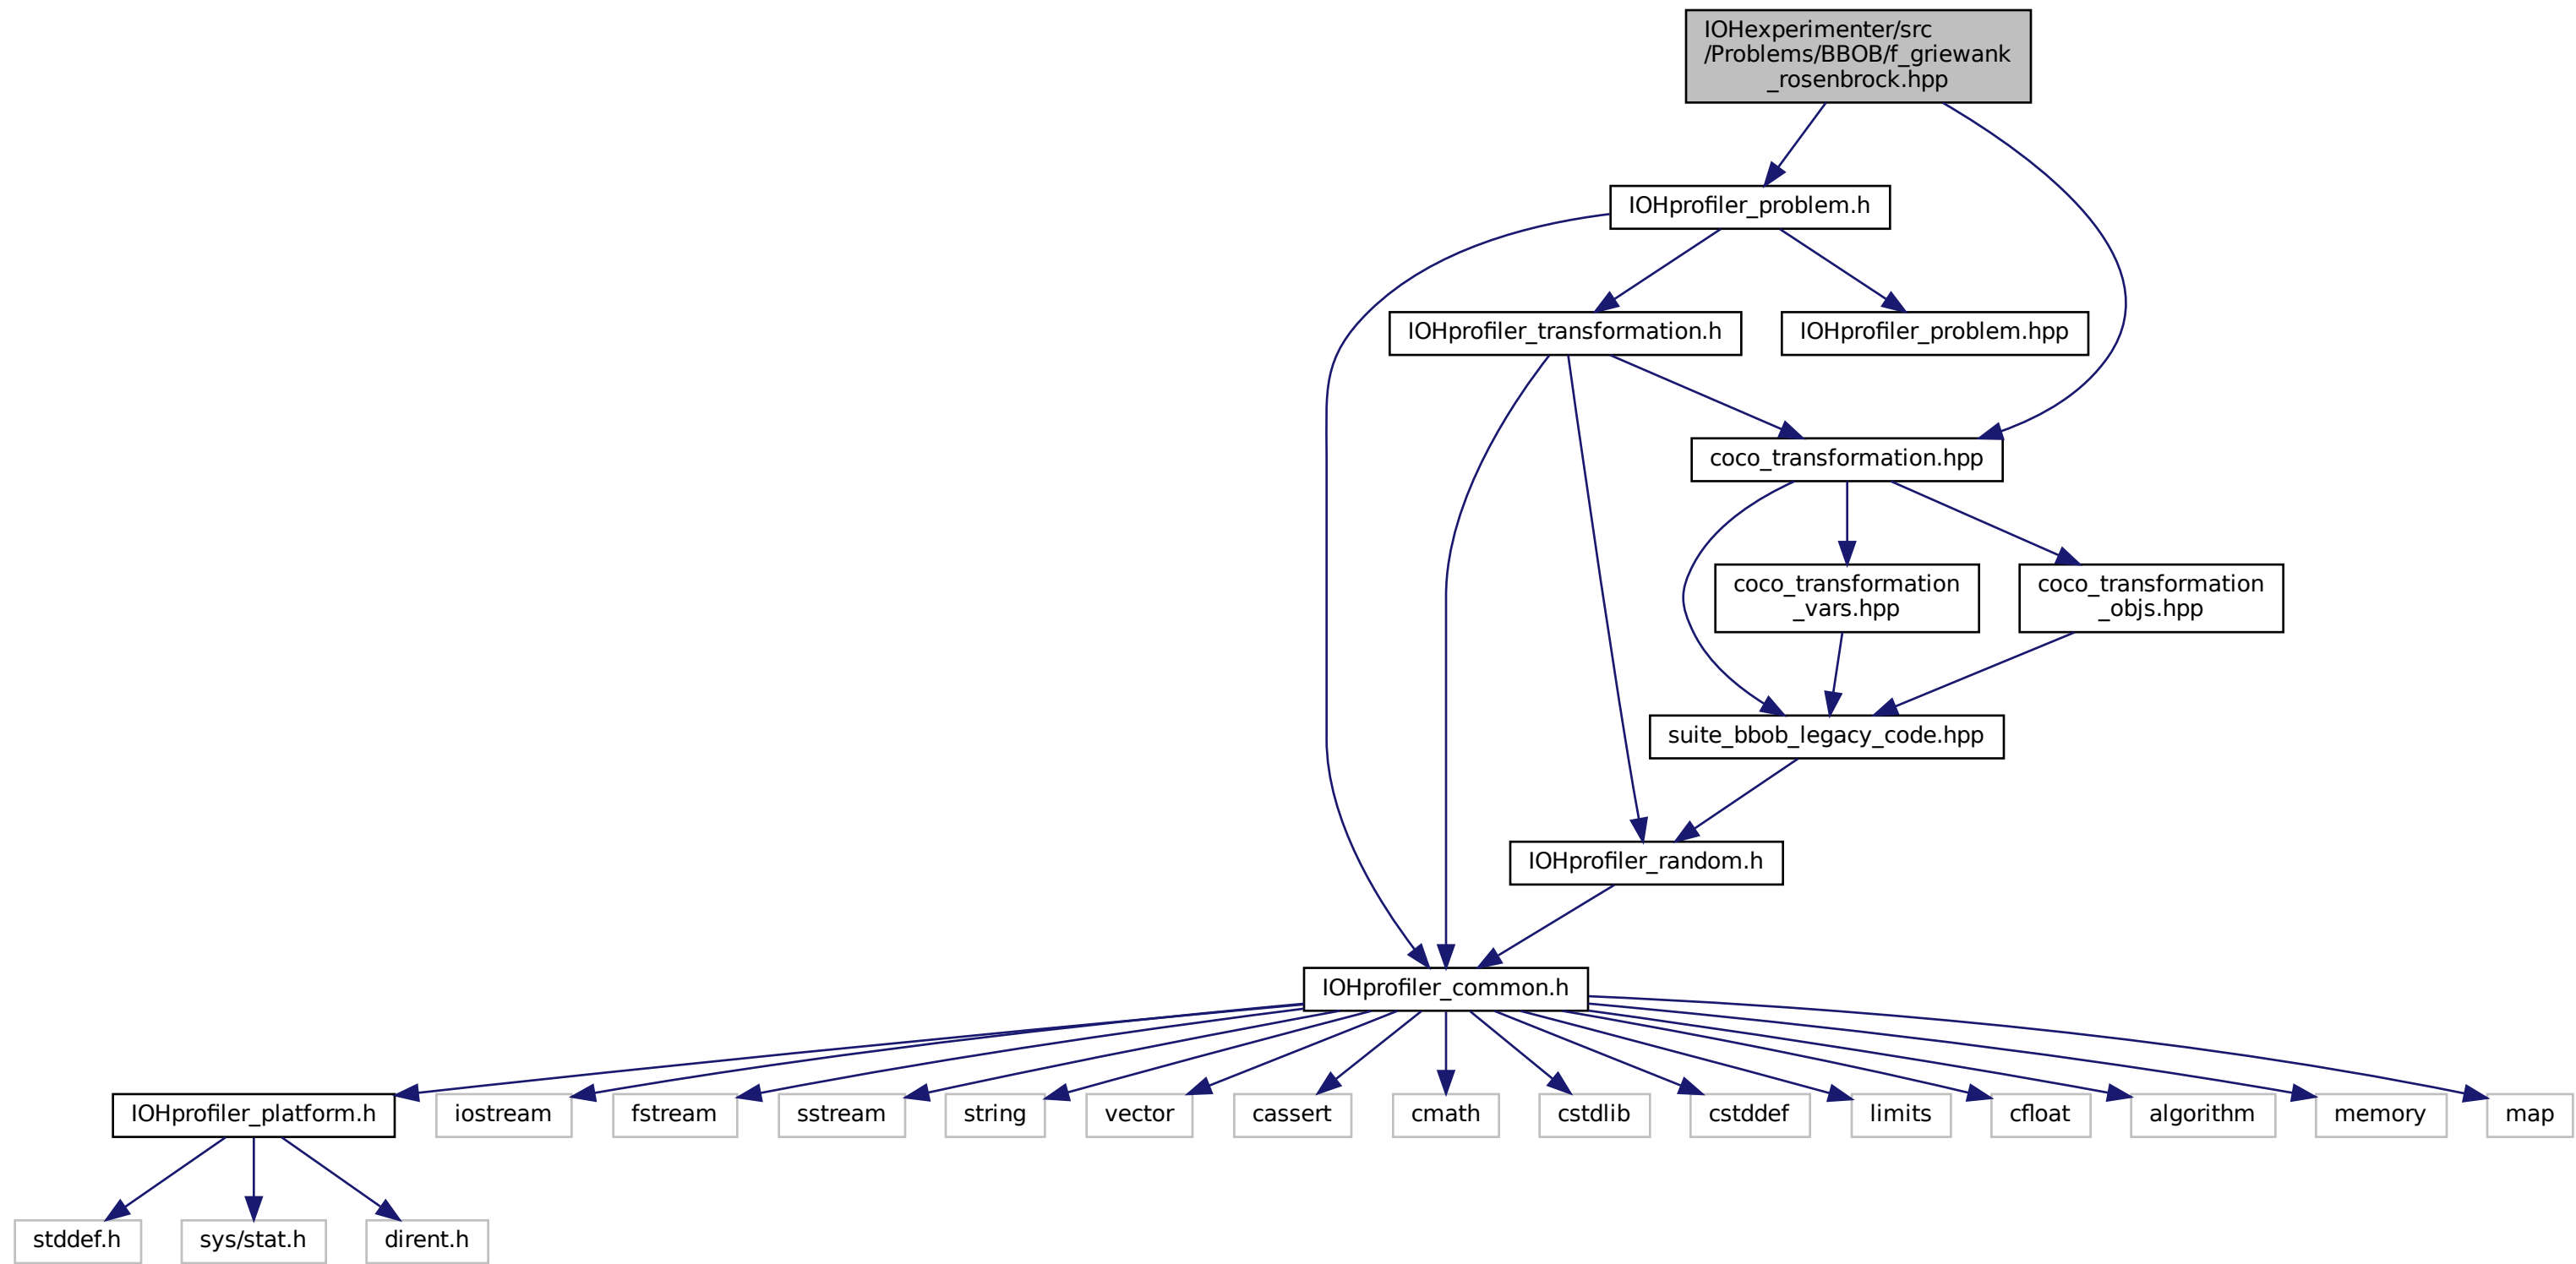 IOHexperimenter/src
/Problems/BBOB/f_griewank
_rosenbrock.hpp
IOHprofiler_problem.h
IOHprofiler_transformation.h
IOHprofiler_problem.hpp
coco_transformation.hpp
coco_transformation
_vars.hpp
coco_transformation
_objs.hpp
suite_bbob_legacy_code.hpp
IOHprofiler_random.h
IOHprofiler_common.h
IOHprofiler_platform.h
iostream
fstream
sstream
string
vector
cassert
cmath
cstdlib
cstddef
limits
cfloat
algorithm
memory
map
stddef.h
sys/stat.h
dirent.h